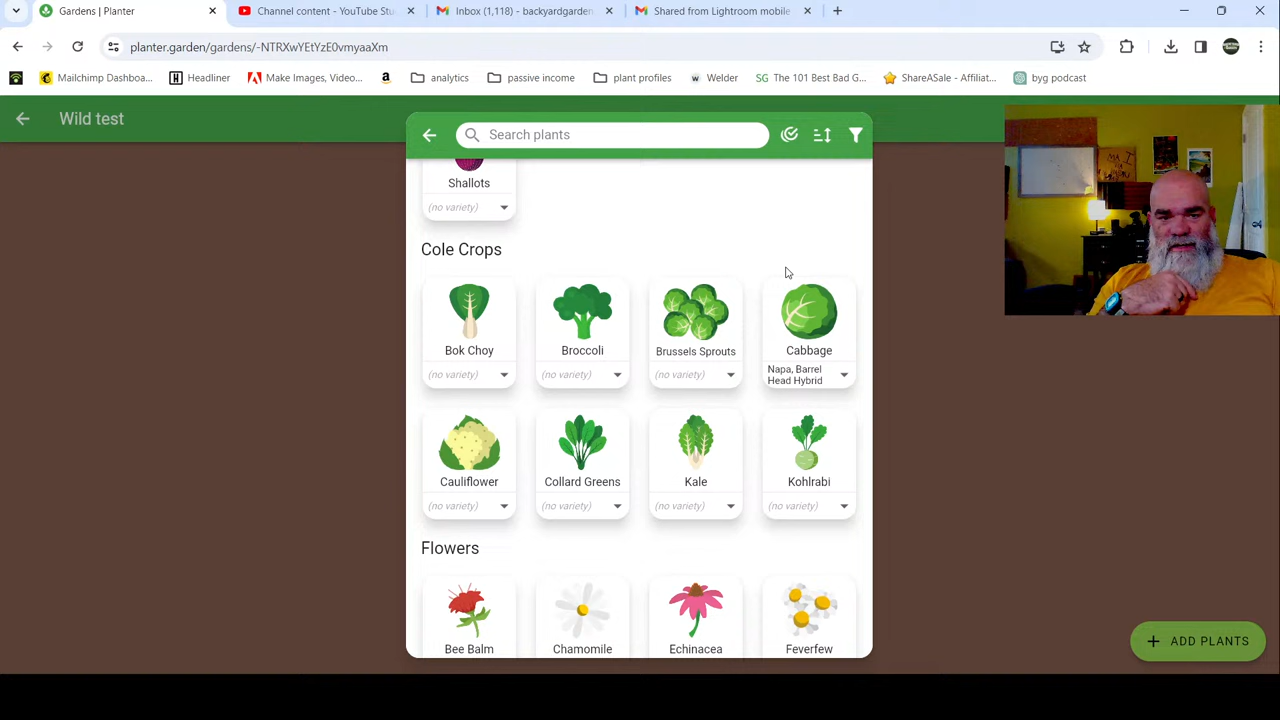 Gardens | Planter
Channel content - YouTube Stu
Inbox (1,118) - backyardgarden
Shared from Lightroom mobile
planter.garden/gardens/-NTRXwYEtYzE0vmyaaXm
Mailchimp Dashboa...
Headliner
Make Images, Video...
analytics
passive income
plant profiles
Welder
SG The 101 Best Bad G...
ShareASale - Affiliat...
byg podcast
Wild test
Search plants
Shallots
(no variety)
Cole Crops
Bok Choy
Broccoli
Brussels Sprouts
Cabbage
(no variety)
(no variety)
(no variety)
Napa, Barrel
Head Hybrid
Cauliflower
Collard Greens
Kale
Kohlrabi
(no variety)
(no variety)
(no variety)
(no variety)
Flowers
Bee Balm
Chamomile
Echinacea
Feverfew
+ ADD PLANTS